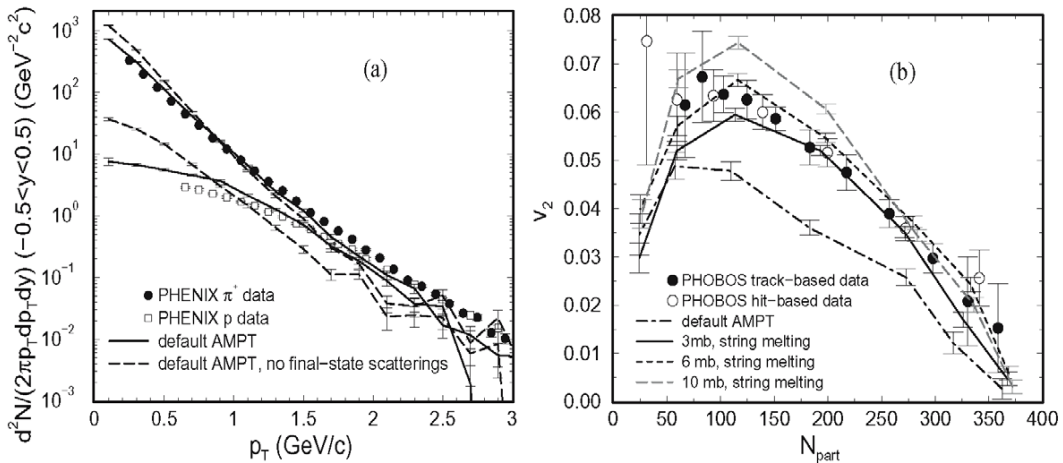 d²N/(2πp_T dp_T dy) (−0.5<y<0.5) (GeV⁻²c²)
10³
10²
10¹
10⁰
10⁻¹
10⁻²
10⁻³
(a)
PHENIX π⁺ data
PHENIX p data
default AMPT
default AMPT, no final−state scatterings
0 0.5 1 1.5 2 2.5 3
p_T (GeV/c)
v₂
0.08
0.07
0.06
0.05
0.04
0.03
0.02
0.01
0.00
(b)
PHOBOS track−based data
PHOBOS hit−based data
default AMPT
3mb, string melting
6 mb, string melting
10 mb, string melting
0 50 100 150 200 250 300 350 400
N_part